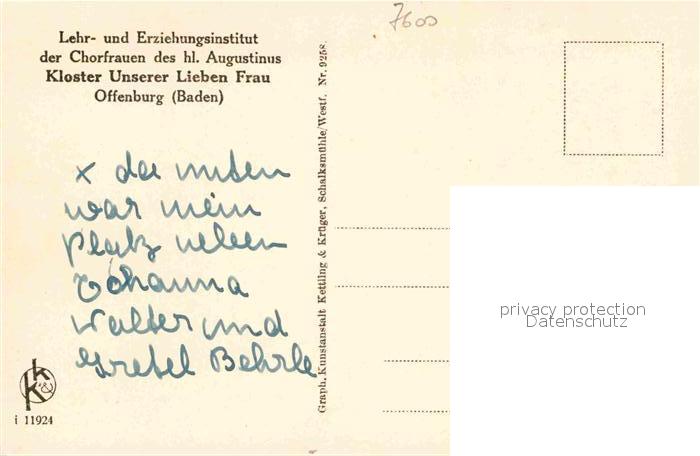 7600
Lehr- und Erziehungsinstitut
der Chorfrauen des hl. Augustinus
Kloster Unserer Lieben Frau
Offenburg (Baden)
x da unten
war mein
Platz neben
Johanna
Walter und
Gretel Behrle
k & k
i 11924
Graph. Kunstanstalt Kettling & Krüger, Schalksmühle/Westf. Nr. 9258.
privacy protection
Datenschutz